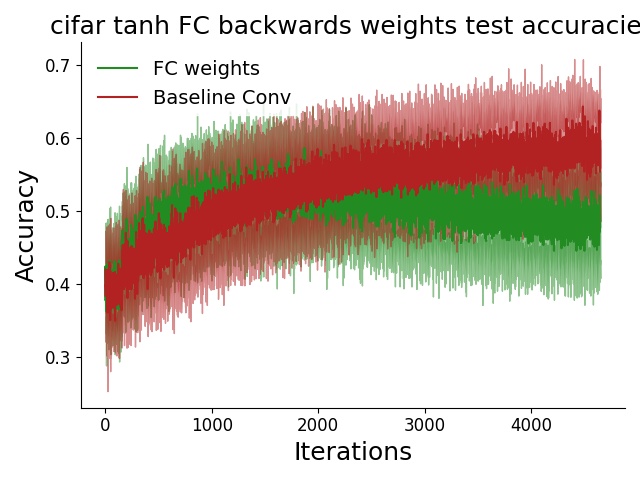 cifar tanh FC backwards weights test accuracie
FC weights
Baseline Conv
Accuracy
0.7
0.6
0.5
0.4
0.3
0 1000 2000 3000 4000
Iterations